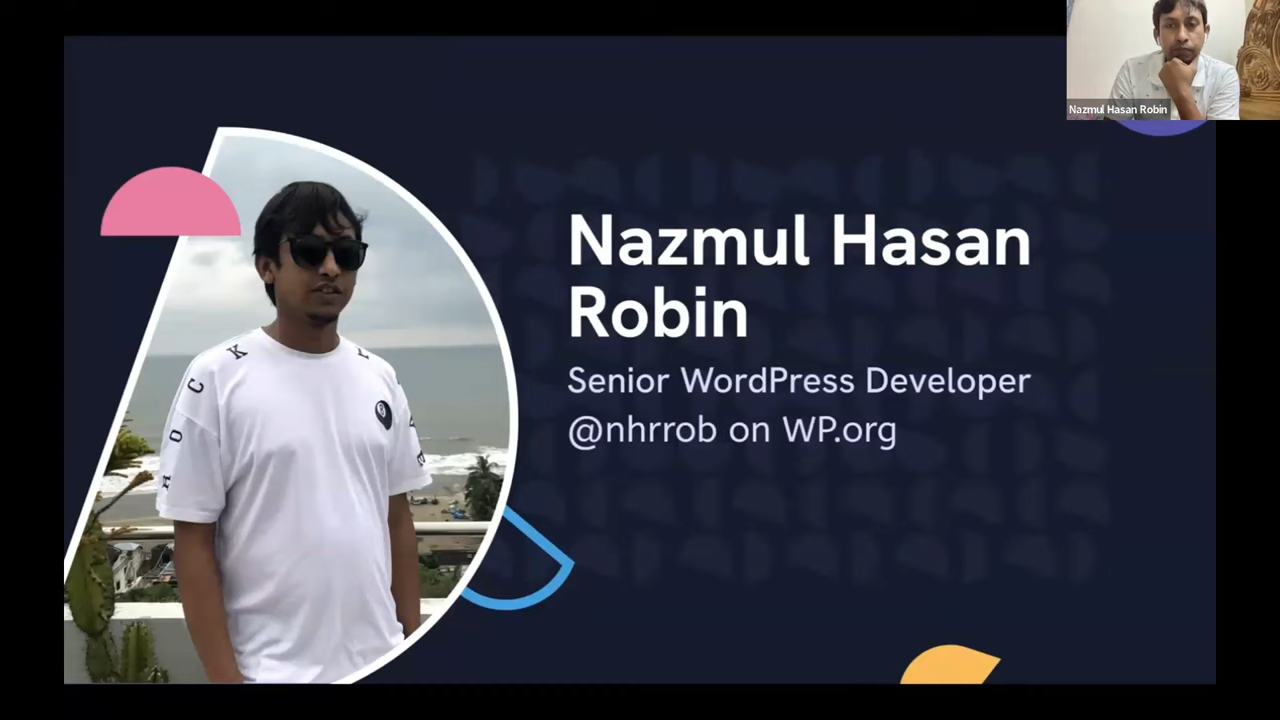 Nazmul Hasan Robin
Nazmul Hasan
Robin
Senior WordPress Developer
@nhrrob on WP.org